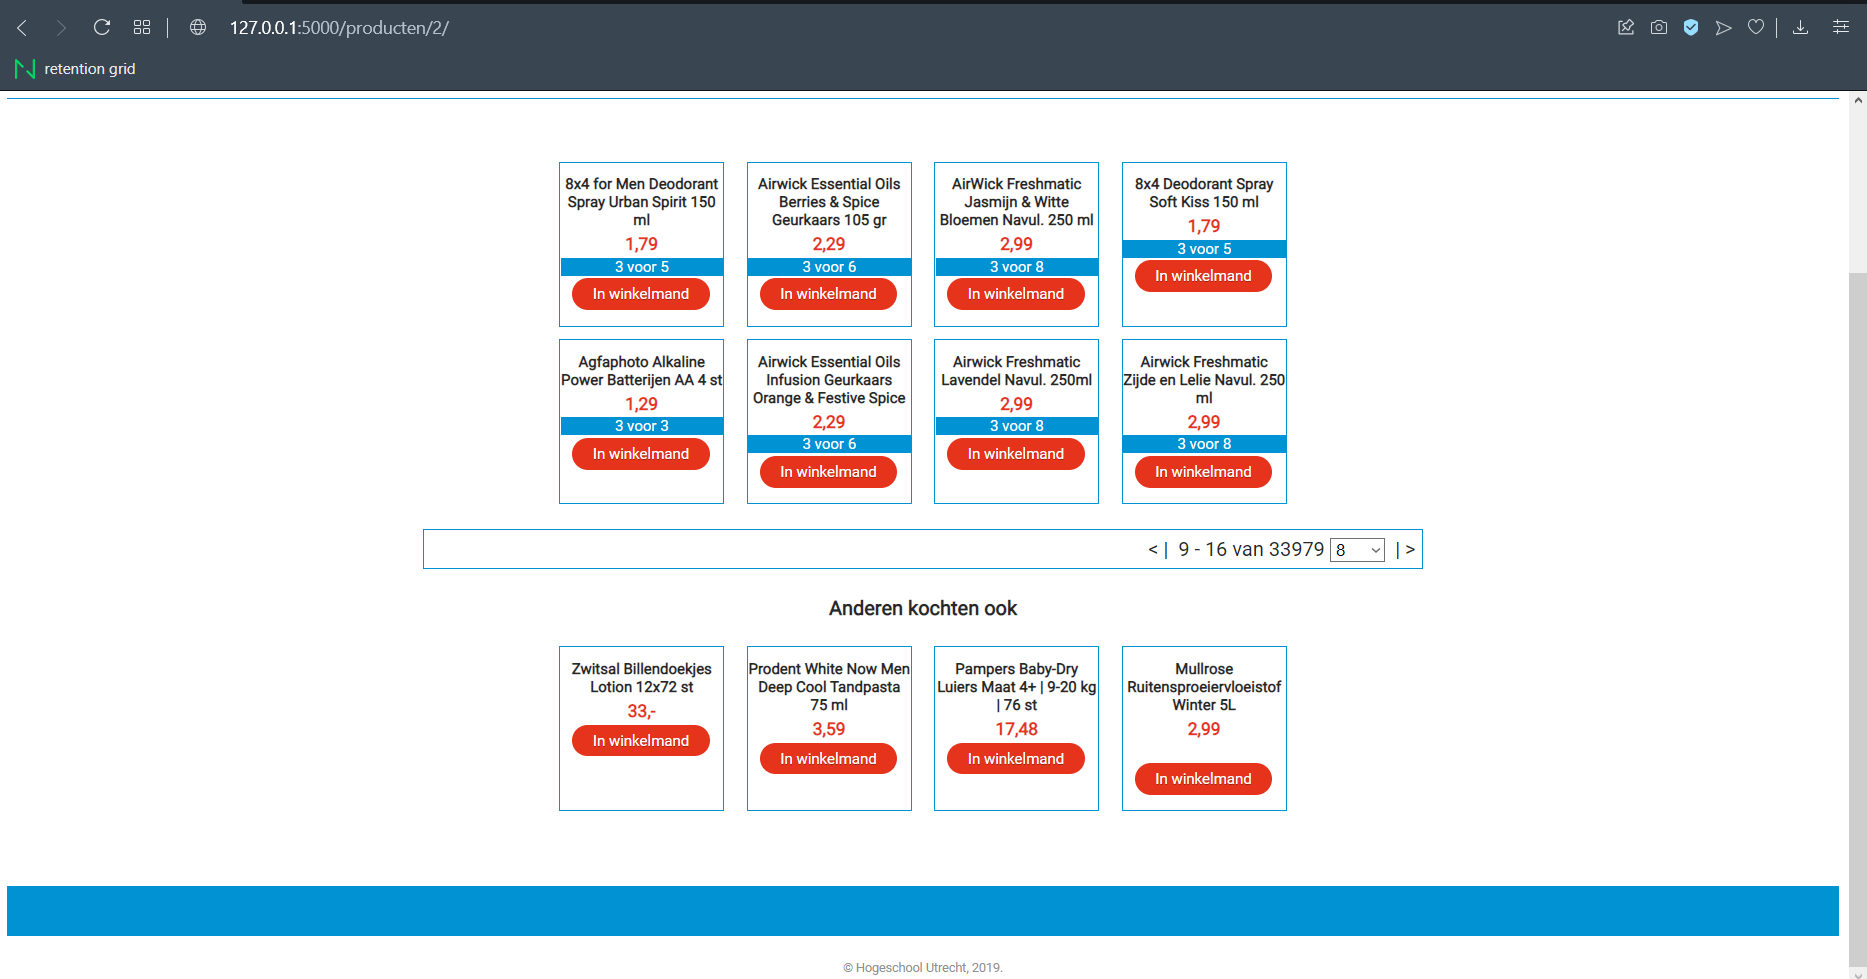 127.0.0.1:5000/producten/2/
retention grid
8x4 for Men Deodorant
Spray Urban Spirit 150
ml
1,79
3 voor 5
In winkelmand
Airwick Essential Oils
Berries & Spice
Geurkaars 105 gr
2,29
3 voor 6
In winkelmand
AirWick Freshmatic
Jasmijn & Witte
Bloemen Navul. 250 ml
2,99
3 voor 8
In winkelmand
8x4 Deodorant Spray
Soft Kiss 150 ml
1,79
3 voor 5
In winkelmand
Agfaphoto Alkaline
Power Batterijen AA 4 st
1,29
3 voor 3
In winkelmand
Airwick Essential Oils
Infusion Geurkaars
Orange & Festive Spice
2,29
3 voor 6
In winkelmand
Airwick Freshmatic
Lavendel Navul. 250ml
2,99
3 voor 8
In winkelmand
Airwick Freshmatic
Zijde en Lelie Navul. 250
ml
2,99
3 voor 8
In winkelmand
< | 9 - 16 van 33979 8 | >
Anderen kochten ook
Zwitsal Billendoekjes
Lotion 12x72 st
33,-
In winkelmand
Prodent White Now Men
Deep Cool Tandpasta
75 ml
3,59
In winkelmand
Pampers Baby-Dry
Luiers Maat 4+ | 9-20 kg
| 76 st
17,48
In winkelmand
Mullrose
Ruitensproeiervloeistof
Winter 5L
2,99
In winkelmand
© Hogeschool Utrecht, 2019.